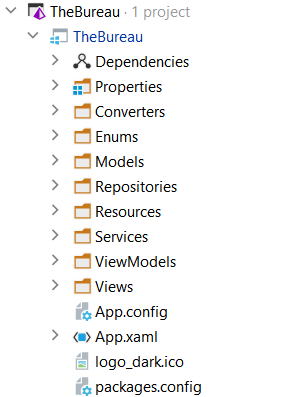 TheBureau · 1 project
TheBureau
Dependencies
Properties
Converters
Enums
Models
Repositories
Resources
Services
ViewModels
Views
App.config
App.xaml
logo_dark.ico
packages.config